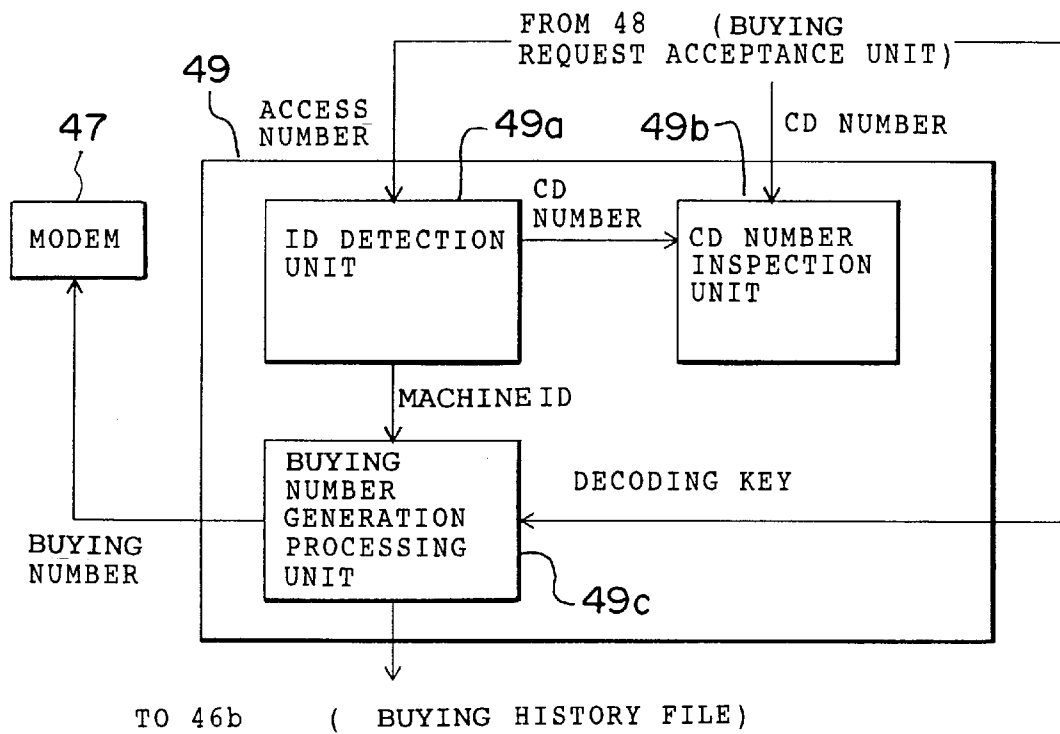 FROM 48 (BUYING
REQUEST ACCEPTANCE UNIT)
49
ACCESS
NUMBER
49a
49b
CD NUMBER
47
MODEM
CD
NUMBER
ID DETECTION
UNIT
CD NUMBER
INSPECTION
UNIT
MACHINE ID
BUYING
NUMBER
GENERATION
PROCESSING
UNIT
DECODING KEY
BUYING
NUMBER
49c
TO 46b ( BUYING HISTORY FILE)